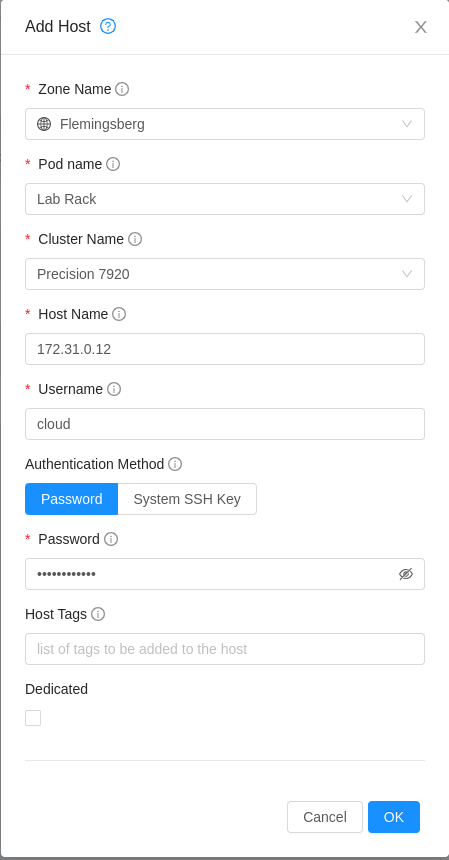 Add Host
* Zone Name
Flemingsberg
* Pod name
Lab Rack
* Cluster Name
Precision 7920
* Host Name
172.31.0.12
* Username
cloud
Authentication Method
Password System SSH Key
* Password
••••••••••••
Host Tags
list of tags to be added to the host
Dedicated
Cancel OK